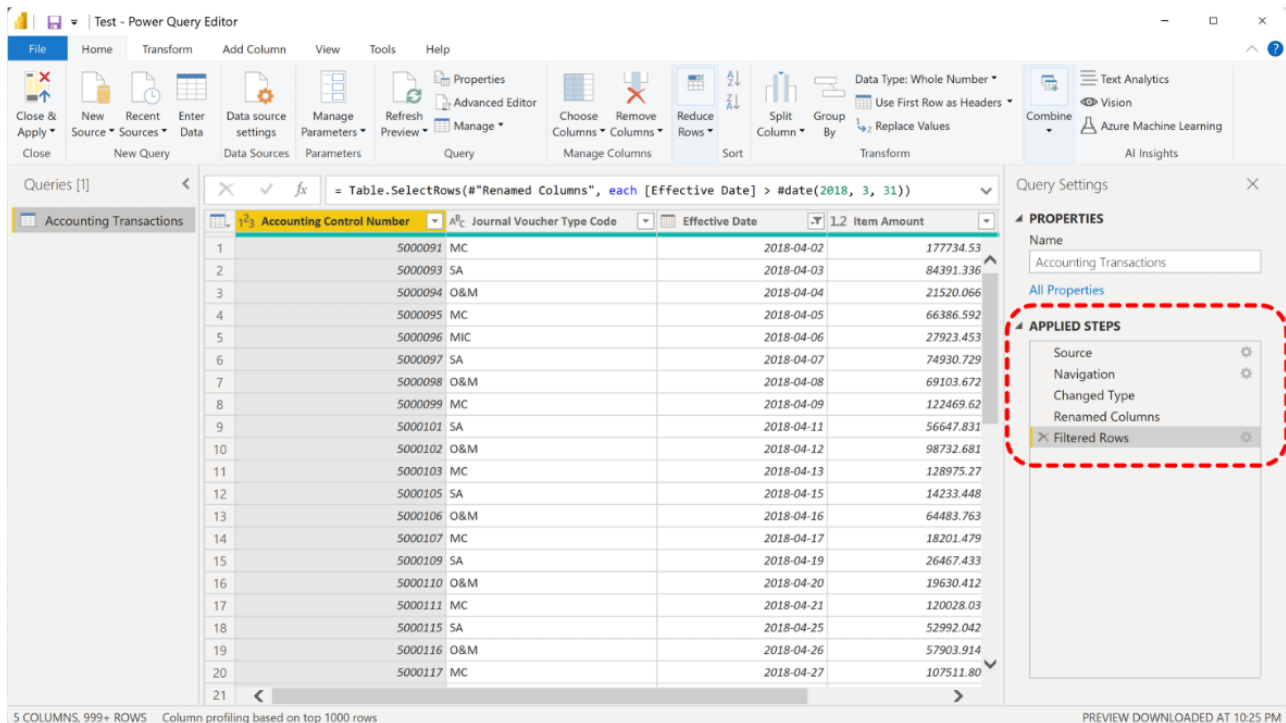 Test - Power Query Editor
File Home Transform Add Column View Tools Help
Close & Apply
New Source
Recent Sources
Enter Data
Data source settings
Manage Parameters
Refresh Preview
Properties
Advanced Editor
Manage
Choose Columns
Remove Columns
Reduce Rows
Split Column
Group By
Data Type: Whole Number
Use First Row as Headers
Replace Values
Combine
Text Analytics
Vision
Azure Machine Learning
Close New Query Data Sources Parameters Query Manage Columns Sort Transform AI Insights
Queries [1]
Accounting Transactions
fx = Table.SelectRows(#"Renamed Columns", each [Effective Date] > #date(2018, 3, 31))
123 Accounting Control Number ABC Journal Voucher Type Code Effective Date 1.2 Item Amount
1 5000091 MC 2018-04-02 177734.53
2 5000093 SA 2018-04-03 84391.336
3 5000094 O&M 2018-04-04 21520.066
4 5000095 MC 2018-04-05 66386.592
5 5000096 MIC 2018-04-06 27923.453
6 5000097 SA 2018-04-07 74930.729
7 5000098 O&M 2018-04-08 69103.672
8 5000099 MC 2018-04-09 122469.62
9 5000101 SA 2018-04-11 56647.831
10 5000102 O&M 2018-04-12 98732.681
11 5000103 MC 2018-04-13 128975.27
12 5000105 SA 2018-04-15 14233.448
13 5000106 O&M 2018-04-16 64483.763
14 5000107 MC 2018-04-17 18201.479
15 5000109 SA 2018-04-19 26467.433
16 5000110 O&M 2018-04-20 19630.412
17 5000111 MC 2018-04-21 120028.03
18 5000115 SA 2018-04-25 52992.042
19 5000116 O&M 2018-04-26 57903.914
20 5000117 MC 2018-04-27 107511.80
21
Query Settings
PROPERTIES
Name
Accounting Transactions
All Properties
APPLIED STEPS
Source
Navigation
Changed Type
Renamed Columns
Filtered Rows
5 COLUMNS, 999+ ROWS Column profiling based on top 1000 rows PREVIEW DOWNLOADED AT 10:25 PM